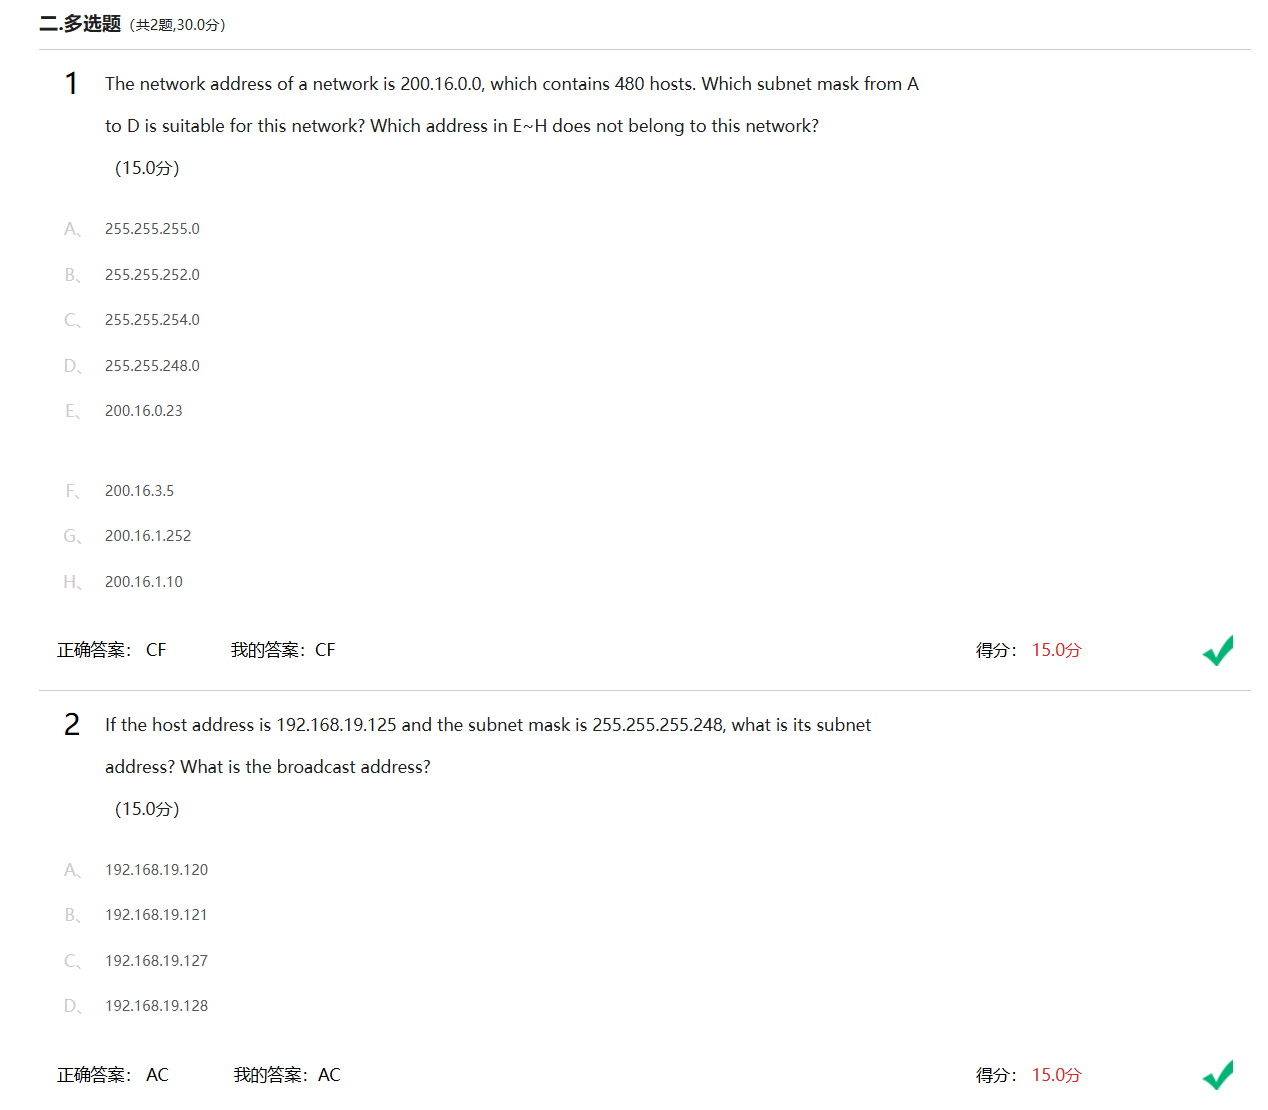 二.多选题（共2题,30.0分）
1 The network address of a network is 200.16.0.0, which contains 480 hosts. Which subnet mask from A
to D is suitable for this network? Which address in E~H does not belong to this network?
（15.0分）
A、 255.255.255.0
B、 255.255.252.0
C、 255.255.254.0
D、 255.255.248.0
E、 200.16.0.23
F、 200.16.3.5
G、 200.16.1.252
H、 200.16.1.10
正确答案： CF 我的答案：CF 得分： 15.0分
2 If the host address is 192.168.19.125 and the subnet mask is 255.255.255.248, what is its subnet
address? What is the broadcast address?
（15.0分）
A、 192.168.19.120
B、 192.168.19.121
C、 192.168.19.127
D、 192.168.19.128
正确答案： AC 我的答案：AC 得分： 15.0分